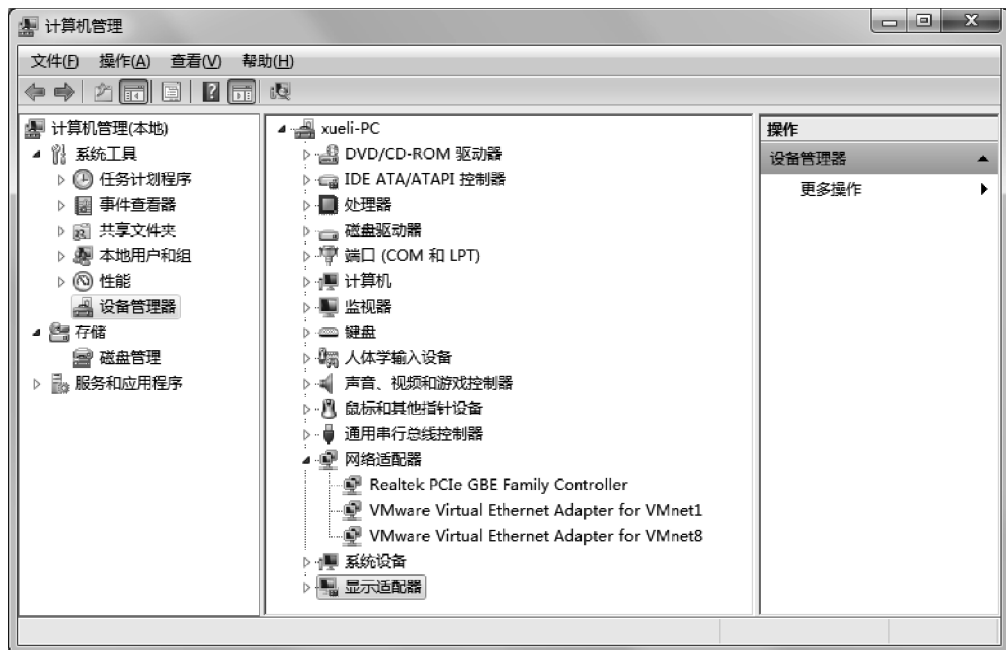 计算机管理
文件(F) 操作(A) 查看(V) 帮助(H)
计算机管理(本地)
系统工具
任务计划程序
事件查看器
共享文件夹
本地用户和组
性能
设备管理器
存储
磁盘管理
服务和应用程序
xueli-PC
DVD/CD-ROM 驱动器
IDE ATA/ATAPI 控制器
处理器
磁盘驱动器
端口 (COM 和 LPT)
计算机
监视器
键盘
人体学输入设备
声音、视频和游戏控制器
鼠标和其他指针设备
通用串行总线控制器
网络适配器
Realtek PCIe GBE Family Controller
VMware Virtual Ethernet Adapter for VMnet1
VMware Virtual Ethernet Adapter for VMnet8
系统设备
显示适配器
操作
设备管理器
更多操作